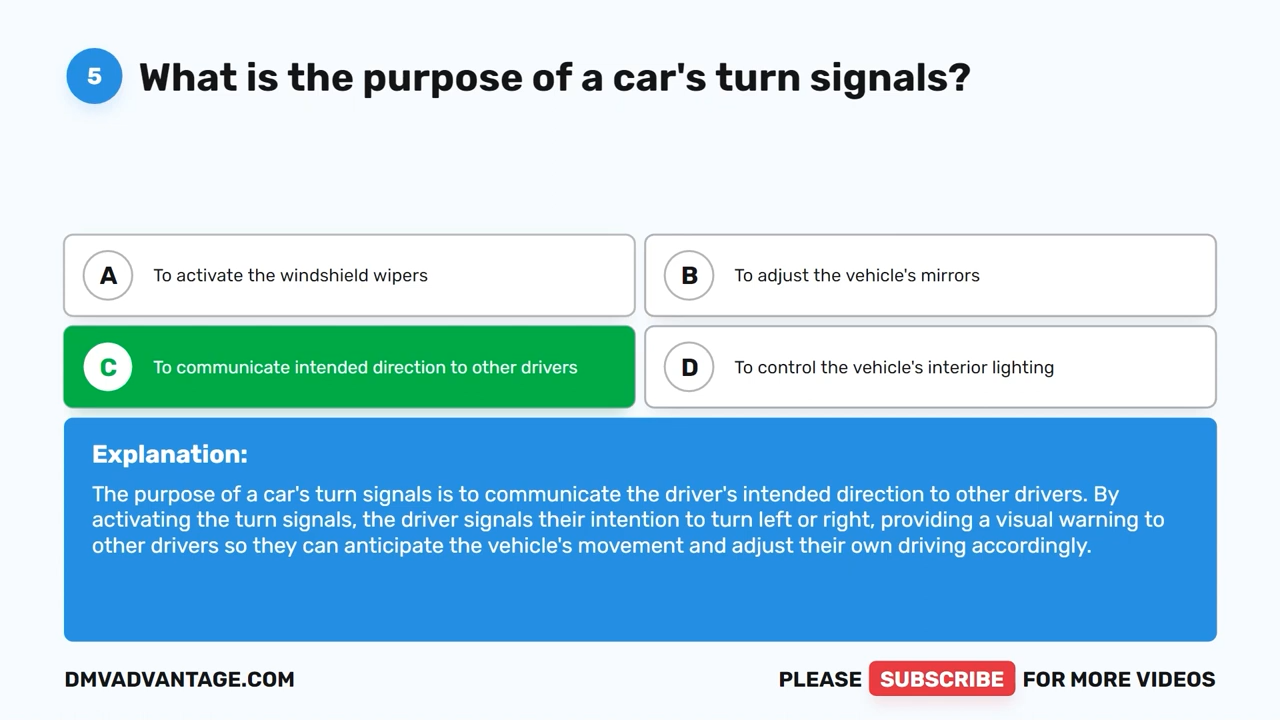 5 What is the purpose of a car's turn signals?
A To activate the windshield wipers
B To adjust the vehicle's mirrors
C To communicate intended direction to other drivers
D To control the vehicle's interior lighting
Explanation:
The purpose of a car's turn signals is to communicate the driver's intended direction to other drivers. By
activating the turn signals, the driver signals their intention to turn left or right, providing a visual warning to
other drivers so they can anticipate the vehicle's movement and adjust their own driving accordingly.
DMVADVANTAGE.COM
PLEASE SUBSCRIBE FOR MORE VIDEOS